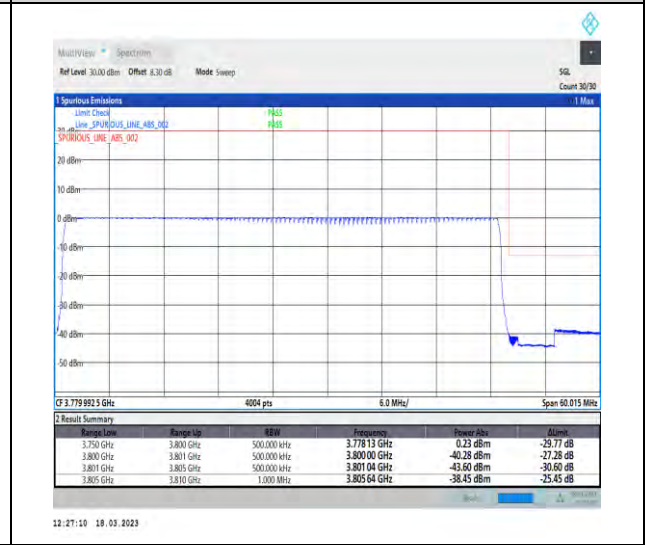 MultiView Spectrum
Ref Level 30.00 dBm Offset 8.30 dB Mode Sweep SGL
Count 30/30
1 Spurious Emissions 1 Max
Limit Check PASS
Line _SPURIOUS_LINE_ABS_002 PASS
_SPURIOUS_LINE_ABS_002
20 dBm
10 dBm
0 dBm
-10 dBm
-20 dBm
-30 dBm
-40 dBm
-50 dBm
CF 3.779 992 5 GHz 4004 pts 6.0 MHz/ Span 60.015 MHz
2 Result Summary
Range Low Range Up RBW Frequency Power Abs ΔLimit
3.750 GHz 3.800 GHz 500.000 kHz 3.778 13 GHz 0.23 dBm -29.77 dB
3.800 GHz 3.801 GHz 500.000 kHz 3.800 00 GHz -40.28 dBm -27.28 dB
3.801 GHz 3.805 GHz 500.000 kHz 3.801 04 GHz -43.60 dBm -30.60 dB
3.805 GHz 3.810 GHz 1.000 MHz 3.805 64 GHz -38.45 dBm -25.45 dB
12:27:10 18.03.2023